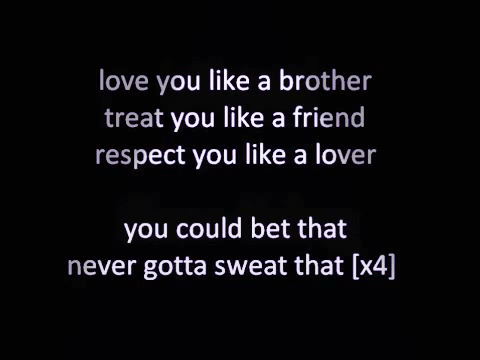 love you like a brother
treat you like a friend
respect you like a lover
you could bet that
never gotta sweat that [x4]